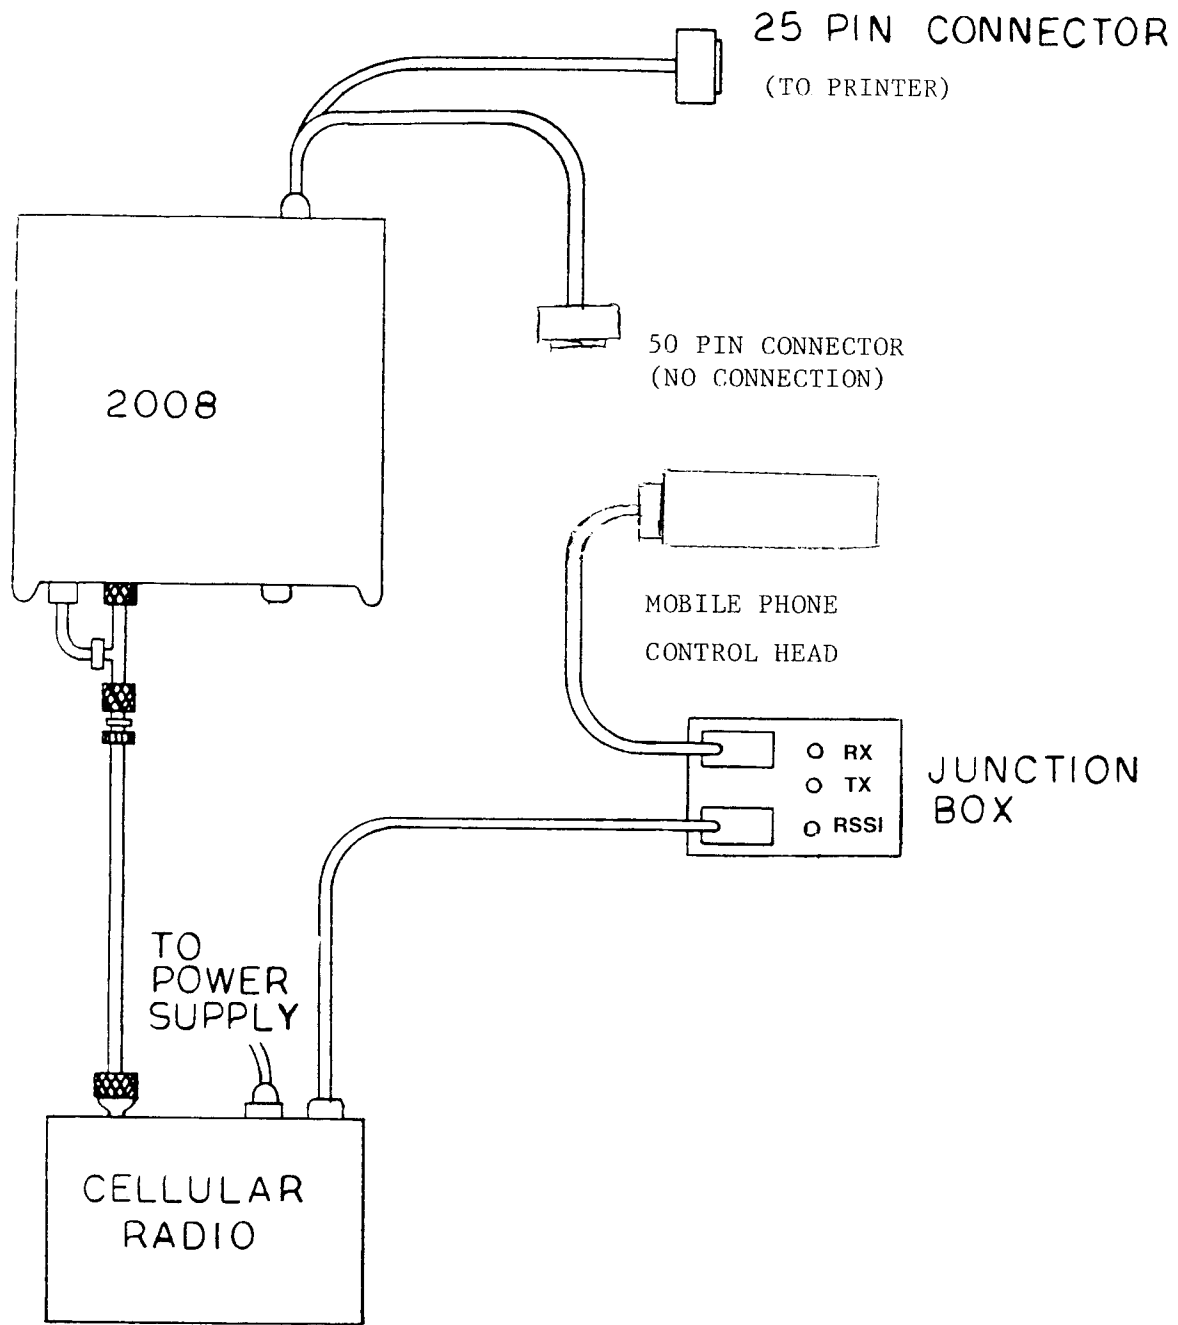 25 PIN CONNECTOR
(TO PRINTER)
50 PIN CONNECTOR
(NO CONNECTION)
2008
MOBILE PHONE
CONTROL HEAD
RX
TX
RSSI
JUNCTION
BOX
TO
POWER
SUPPLY
CELLULAR
RADIO